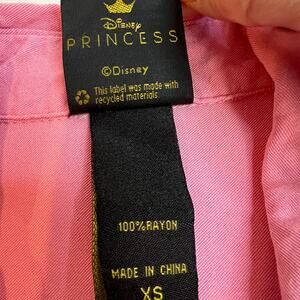 Disney
PRINCESS
©Disney
This label was made with
recycled materials.
100%RAYON
MADE IN CHINA
XS